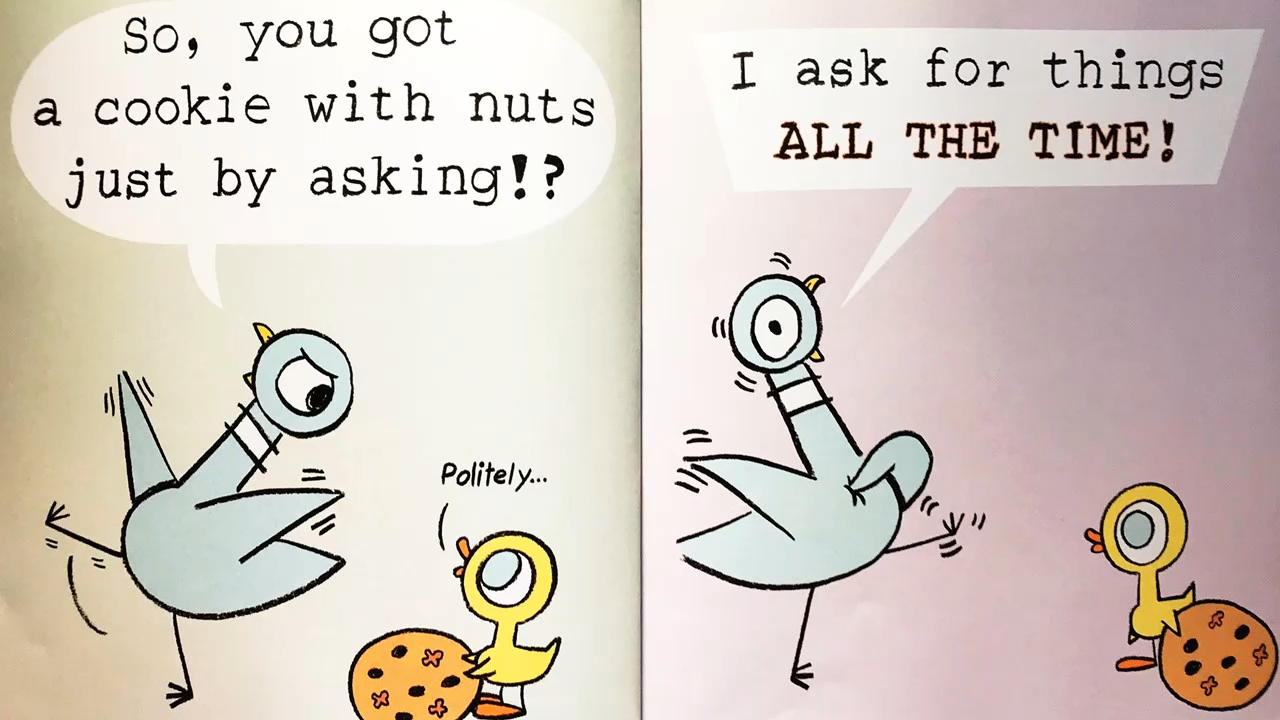 So, you got
a cookie with nuts
just by asking!?
Politely...
I ask for things
ALL THE TIME!